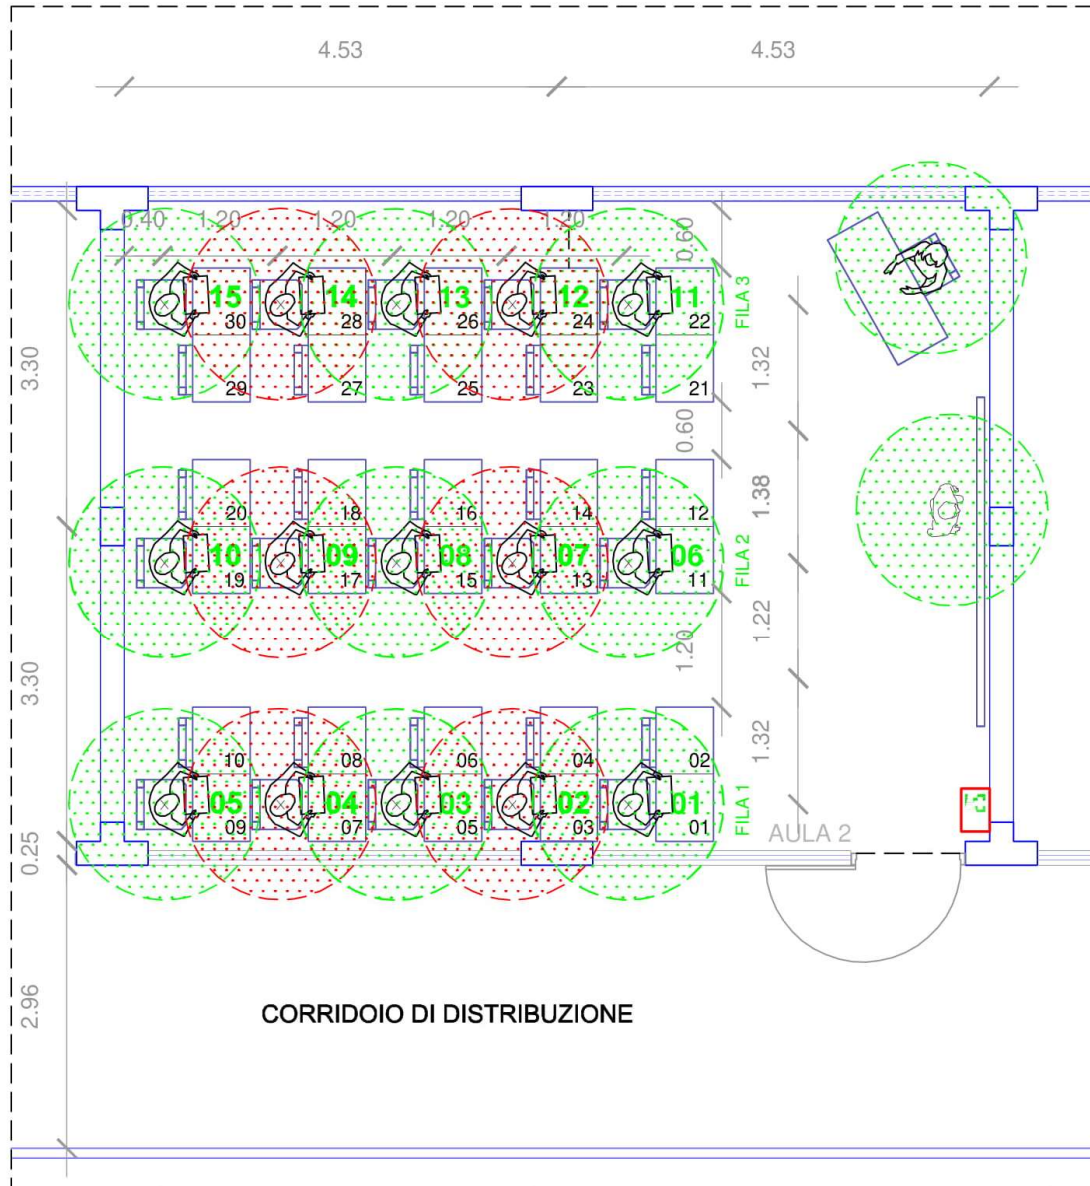 4.53 4.53
0.40 1.20 1.20 1.20 1.20 0.60
15 14 13 12 11 FILA 3
30 28 26 24 22
3.30 1.32
29 27 25 23 21
0.60
1.38
20 18 16 14 12
10 09 08 07 06 FILA 2
19 17 15 13 11
1.22
1.20
3.30
1.32
10 08 06 04 02
05 04 03 02 01 FILA 1
09 07 05 03 01
AULA 2
0.25
2.96
CORRIDOIO DI DISTRIBUZIONE